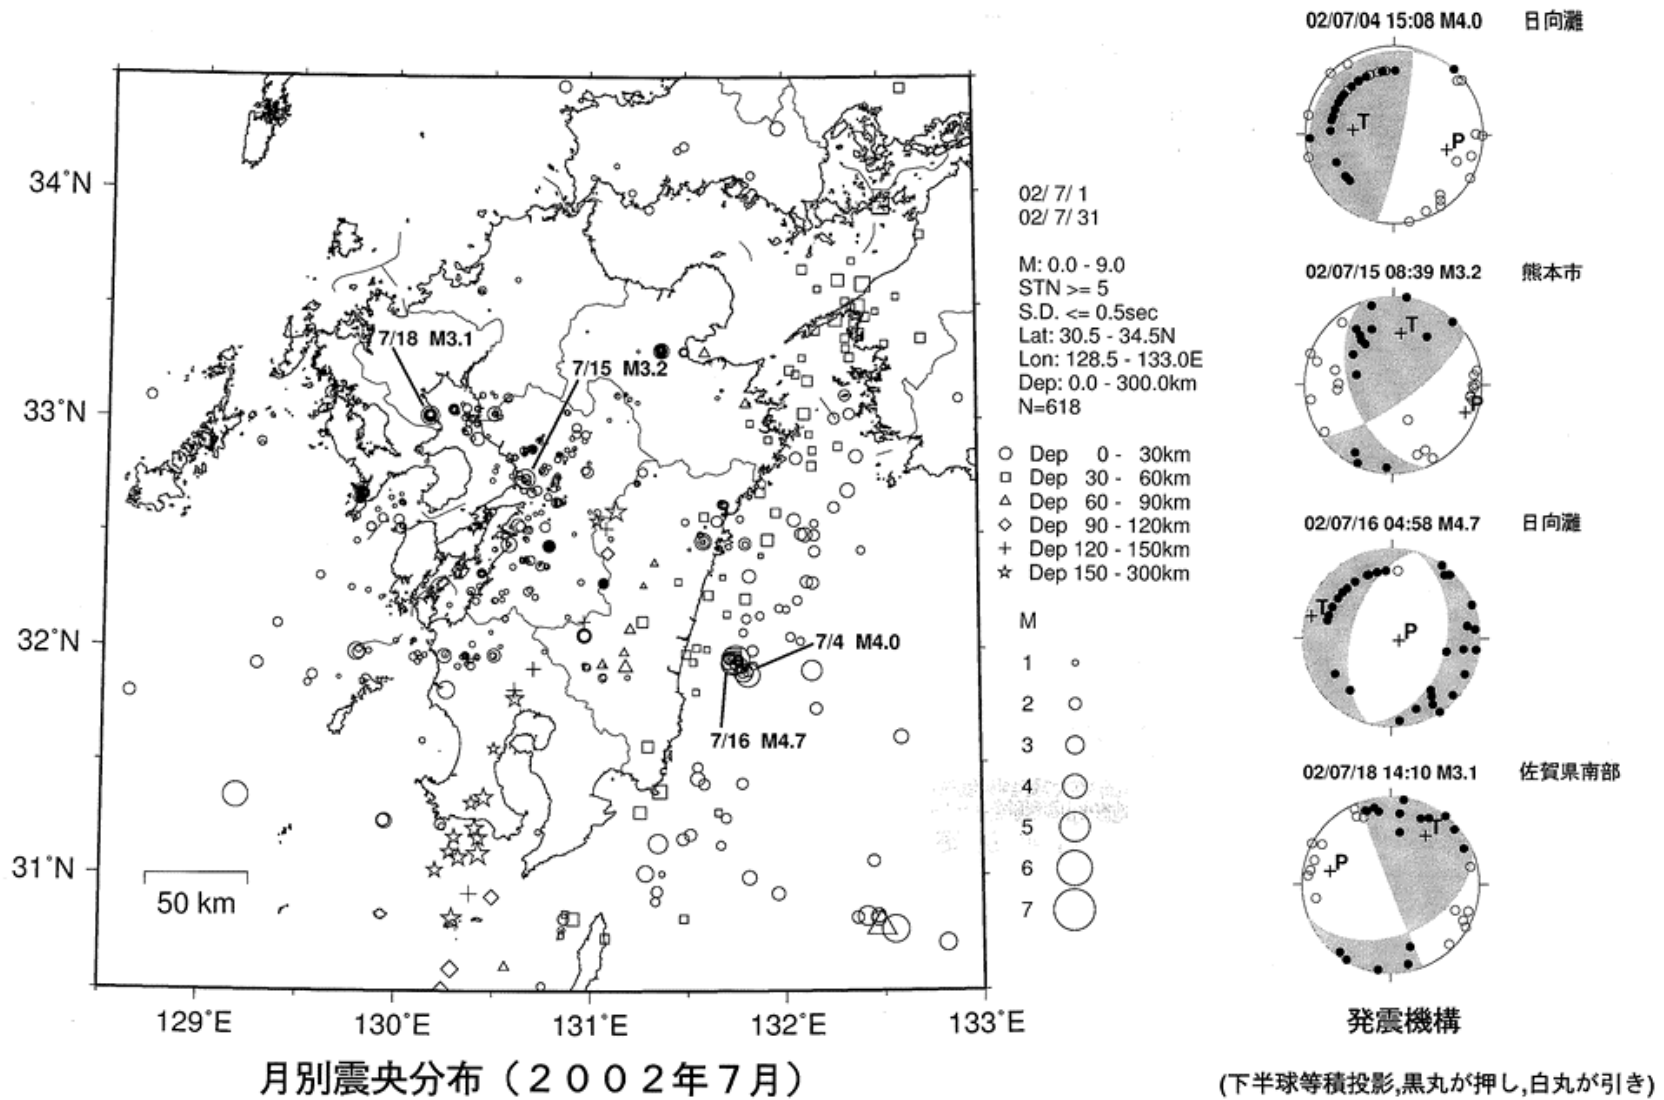 34°N
33°N
32°N
31°N
129°E
130°E
131°E
132°E
133°E
50 km
7/18 M3.1
7/15 M3.2
7/4 M4.0
7/16 M4.7
月別震央分布（２００２年７月）
02/ 7/ 1
02/ 7/ 31
M: 0.0 - 9.0
STN >= 5
S.D. <= 0.5sec
Lat: 30.5 - 34.5N
Lon: 128.5 - 133.0E
Dep: 0.0 - 300.0km
N=618
Dep 0 - 30km
Dep 30 - 60km
Dep 60 - 90km
Dep 90 - 120km
Dep 120 - 150km
Dep 150 - 300km
M
1
2
3
4
5
6
7
02/07/04 15:08 M4.0 日向灘
T
P
02/07/15 08:39 M3.2 熊本市
T
P
02/07/16 04:58 M4.7 日向灘
T
P
02/07/18 14:10 M3.1 佐賀県南部
T
P
発震機構
(下半球等積投影,黒丸が押し,白丸が引き)